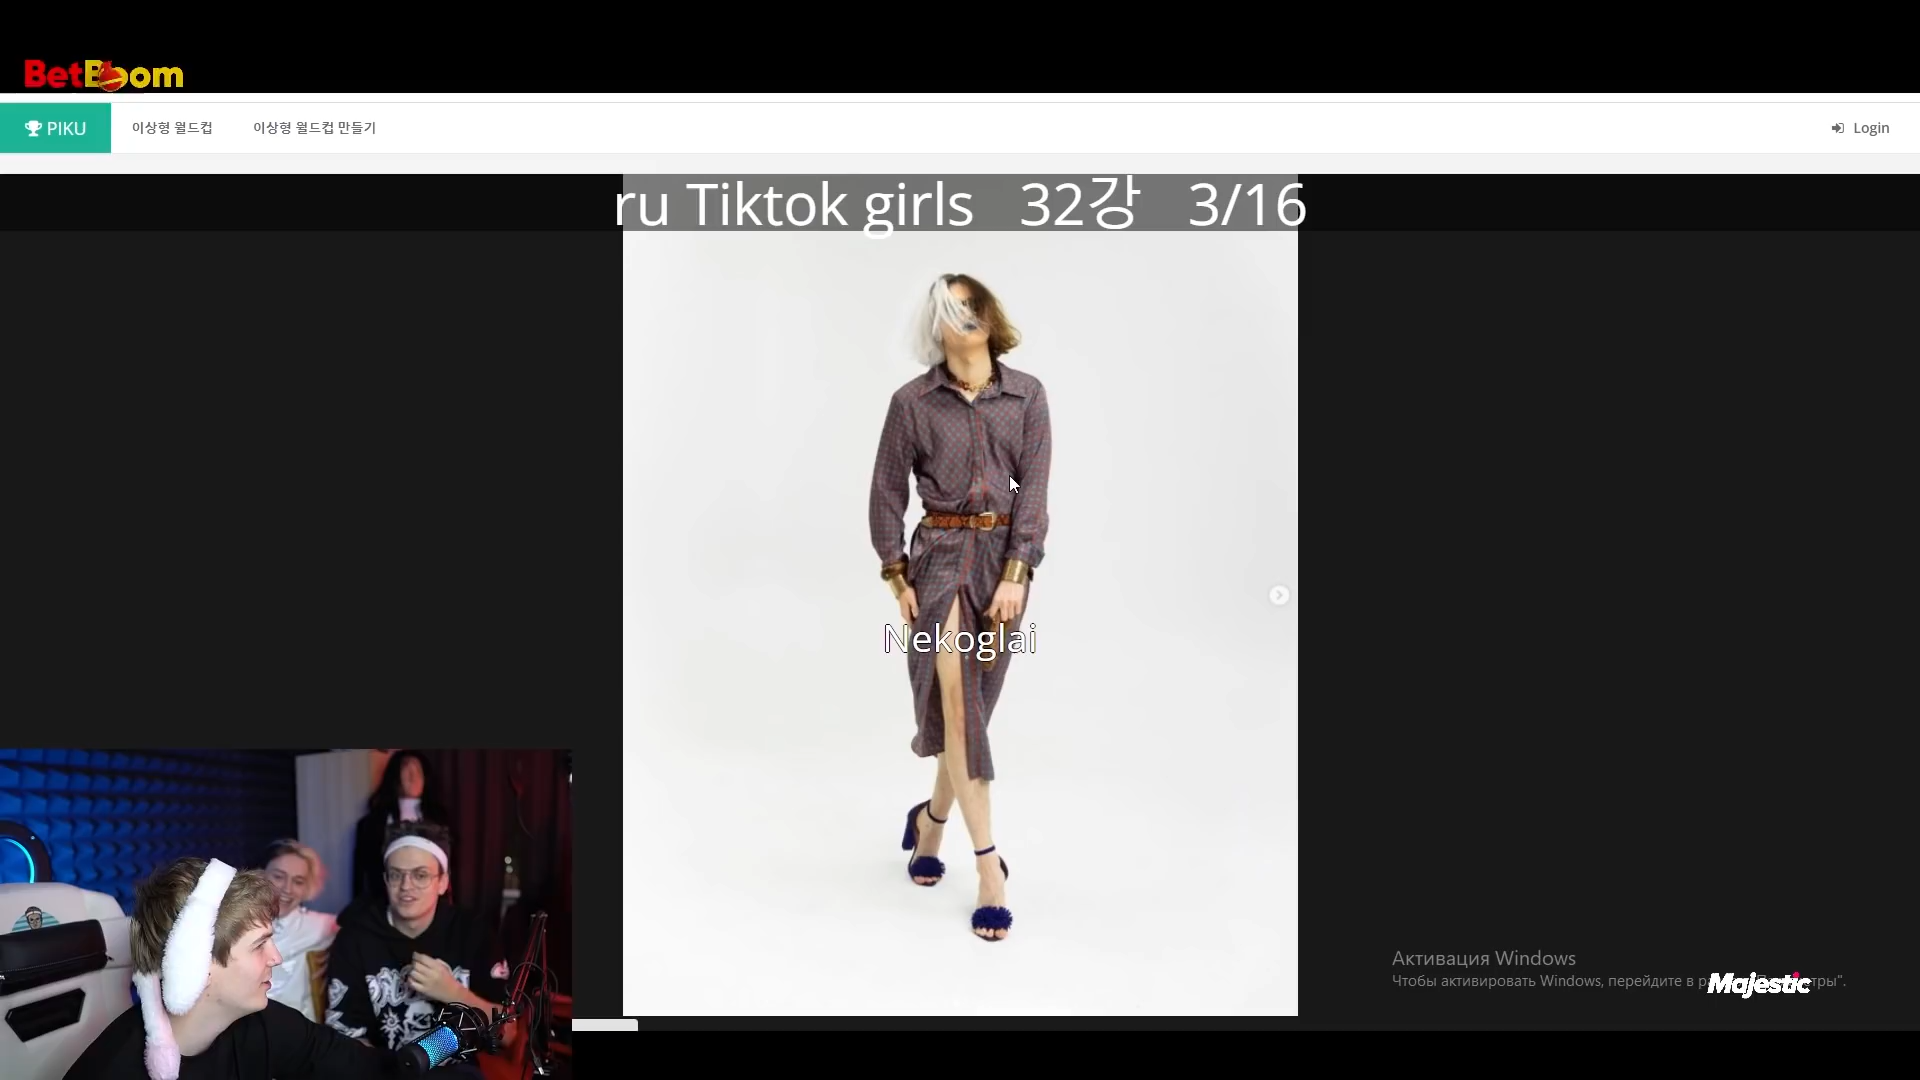 BetBoom
PIKU
이상형 월드컵
이상형 월드컵 만들기
Login
ru Tiktok girls 32강 3/16
Nekoglai
Активация Windows
Чтобы активировать Windows, перейдите в
Majestic